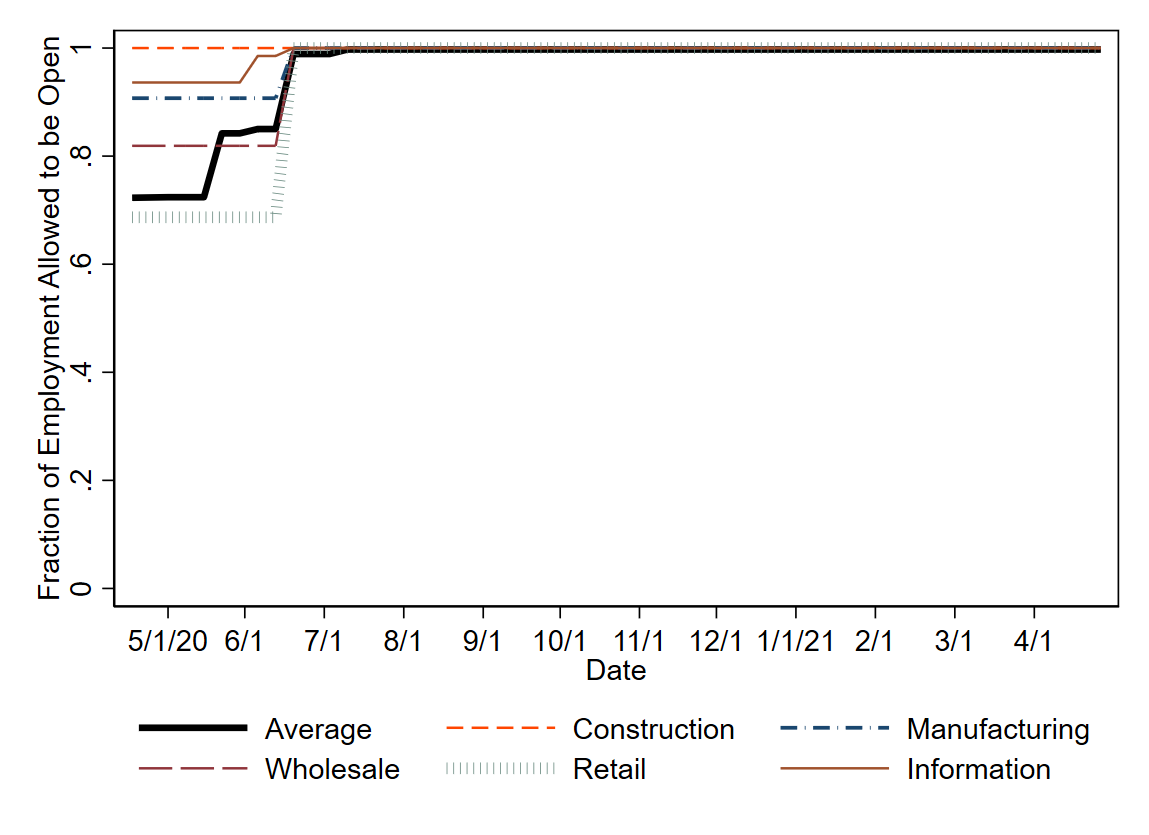 Fraction of Employment Allowed to be Open
1
.8
.6
.4
.2
0
5/1/20 6/1 7/1 8/1 9/1 10/1 11/1 12/1 1/1/21 2/1 3/1 4/1
Date
Average Construction Manufacturing
Wholesale Retail Information